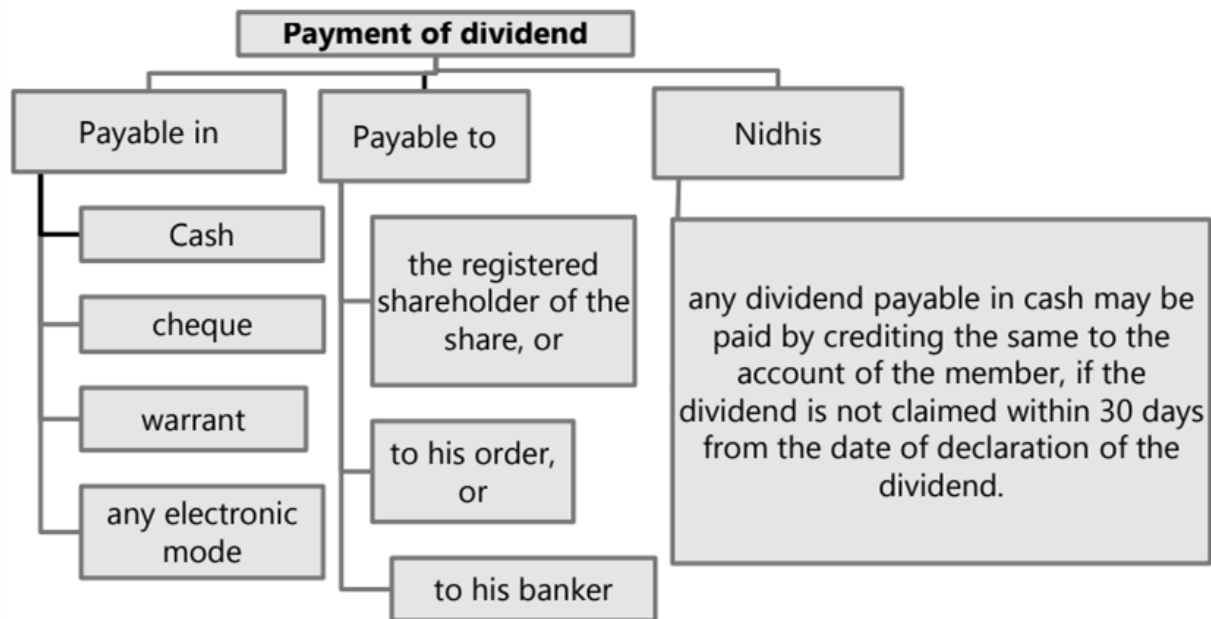 Payment of dividend
Payable in
Cash
cheque
warrant
any electronic
mode
Payable to
the registered
shareholder of the
share, or
to his order,
or
to his banker
Nidhis
any dividend payable in cash may be
paid by crediting the same to the
account of the member, if the
dividend is not claimed within 30 days
from the date of declaration of the
dividend.